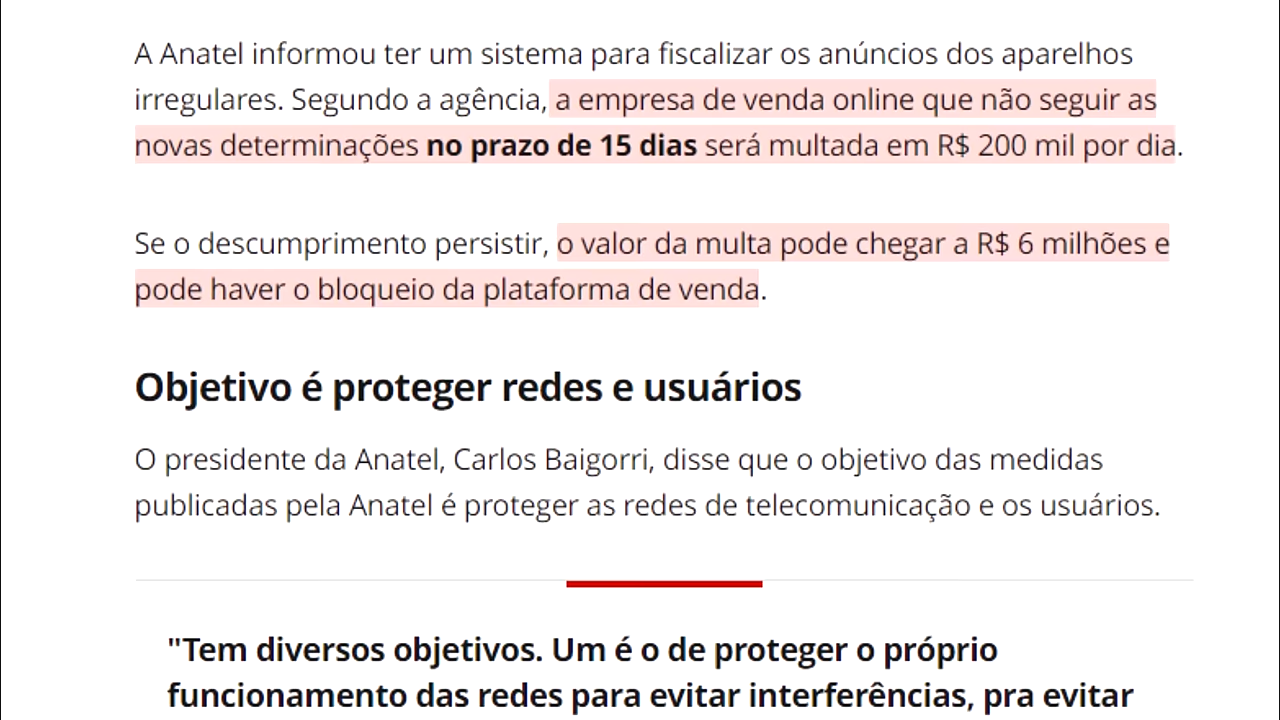 A Anatel informou ter um sistema para fiscalizar os anúncios dos aparelhos
irregulares. Segundo a agência, a empresa de venda online que não seguir as
novas determinações no prazo de 15 dias será multada em R$ 200 mil por dia.
Se o descumprimento persistir, o valor da multa pode chegar a R$ 6 milhões e
pode haver o bloqueio da plataforma de venda.
Objetivo é proteger redes e usuários
O presidente da Anatel, Carlos Baigorri, disse que o objetivo das medidas
publicadas pela Anatel é proteger as redes de telecomunicação e os usuários.
"Tem diversos objetivos. Um é o de proteger o próprio
funcionamento das redes para evitar interferências, pra evitar